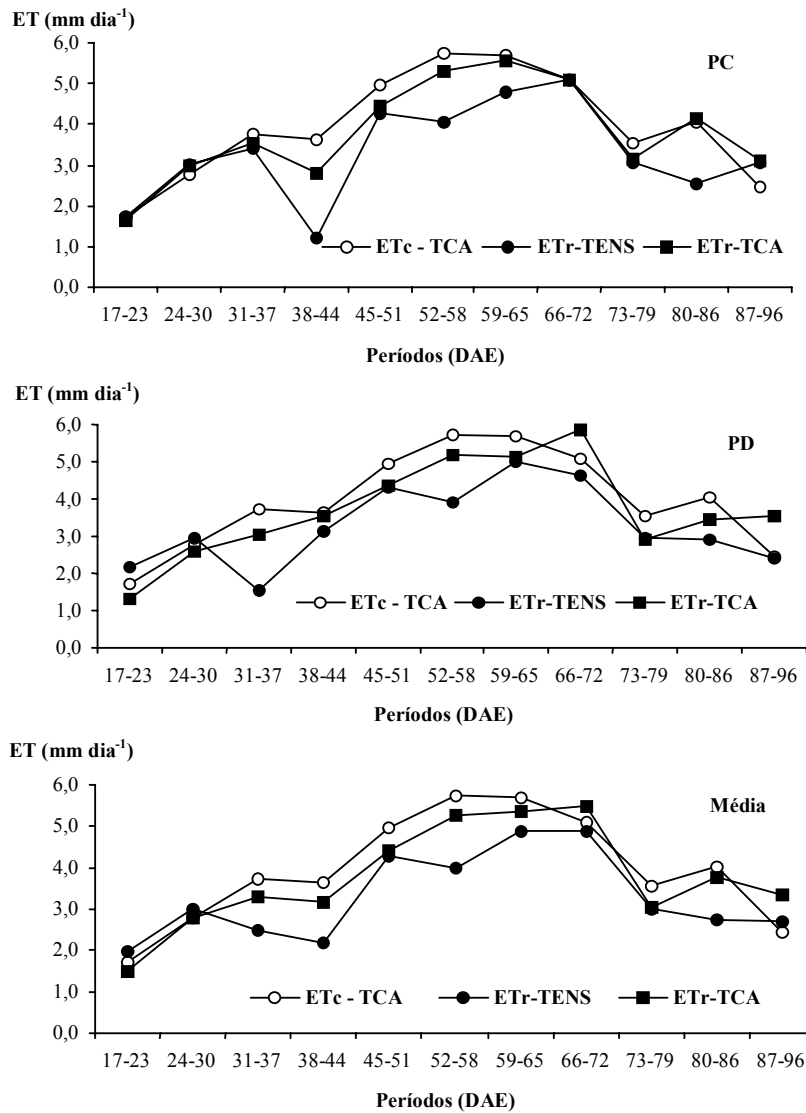 ET (mm dia-1)
6,0
PC
5,0
4,0
3,0
2,0
1,0
ETc - TCA ETr-TENS ETr-TCA
0,0
17-23 24-30 31-37 38-44 45-51 52-58 59-65 66-72 73-79 80-86 87-96
Períodos (DAE)
ET (mm dia-1)
6,0
PD
5,0
4,0
3,0
2,0
1,0
ETc - TCA ETr-TENS ETr-TCA
0,0
17-23 24-30 31-37 38-44 45-51 52-58 59-65 66-72 73-79 80-86 87-96
Períodos (DAE)
ET (mm dia-1)
6,0
Média
5,0
4,0
3,0
2,0
1,0
ETc - TCA ETr-TENS ETr-TCA
0,0
17-23 24-30 31-37 38-44 45-51 52-58 59-65 66-72 73-79 80-86 87-96
Períodos (DAE)